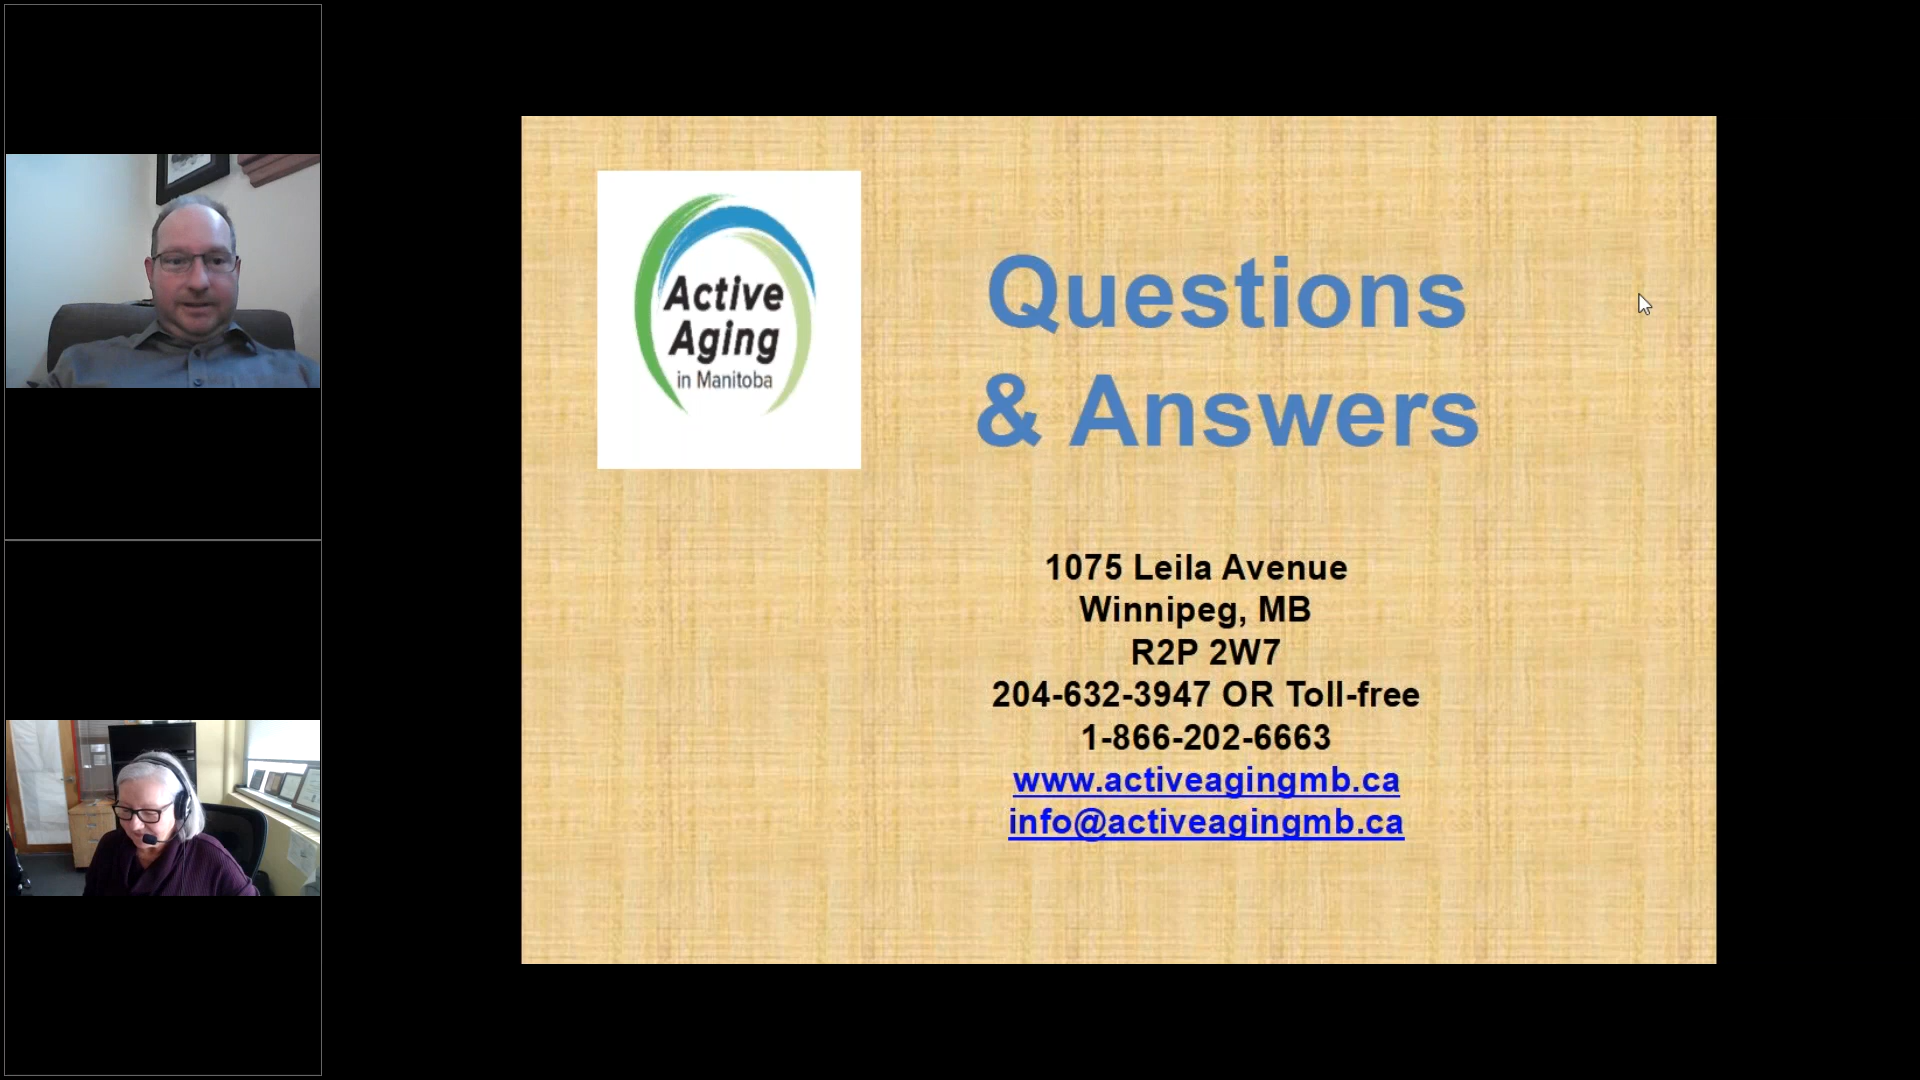 Active
Aging
in Manitoba
Questions
& Answers
1075 Leila Avenue
Winnipeg, MB
R2P 2W7
204-632-3947 OR Toll-free
1-866-202-6663
www.activeagingmb.ca
info@activeagingmb.ca